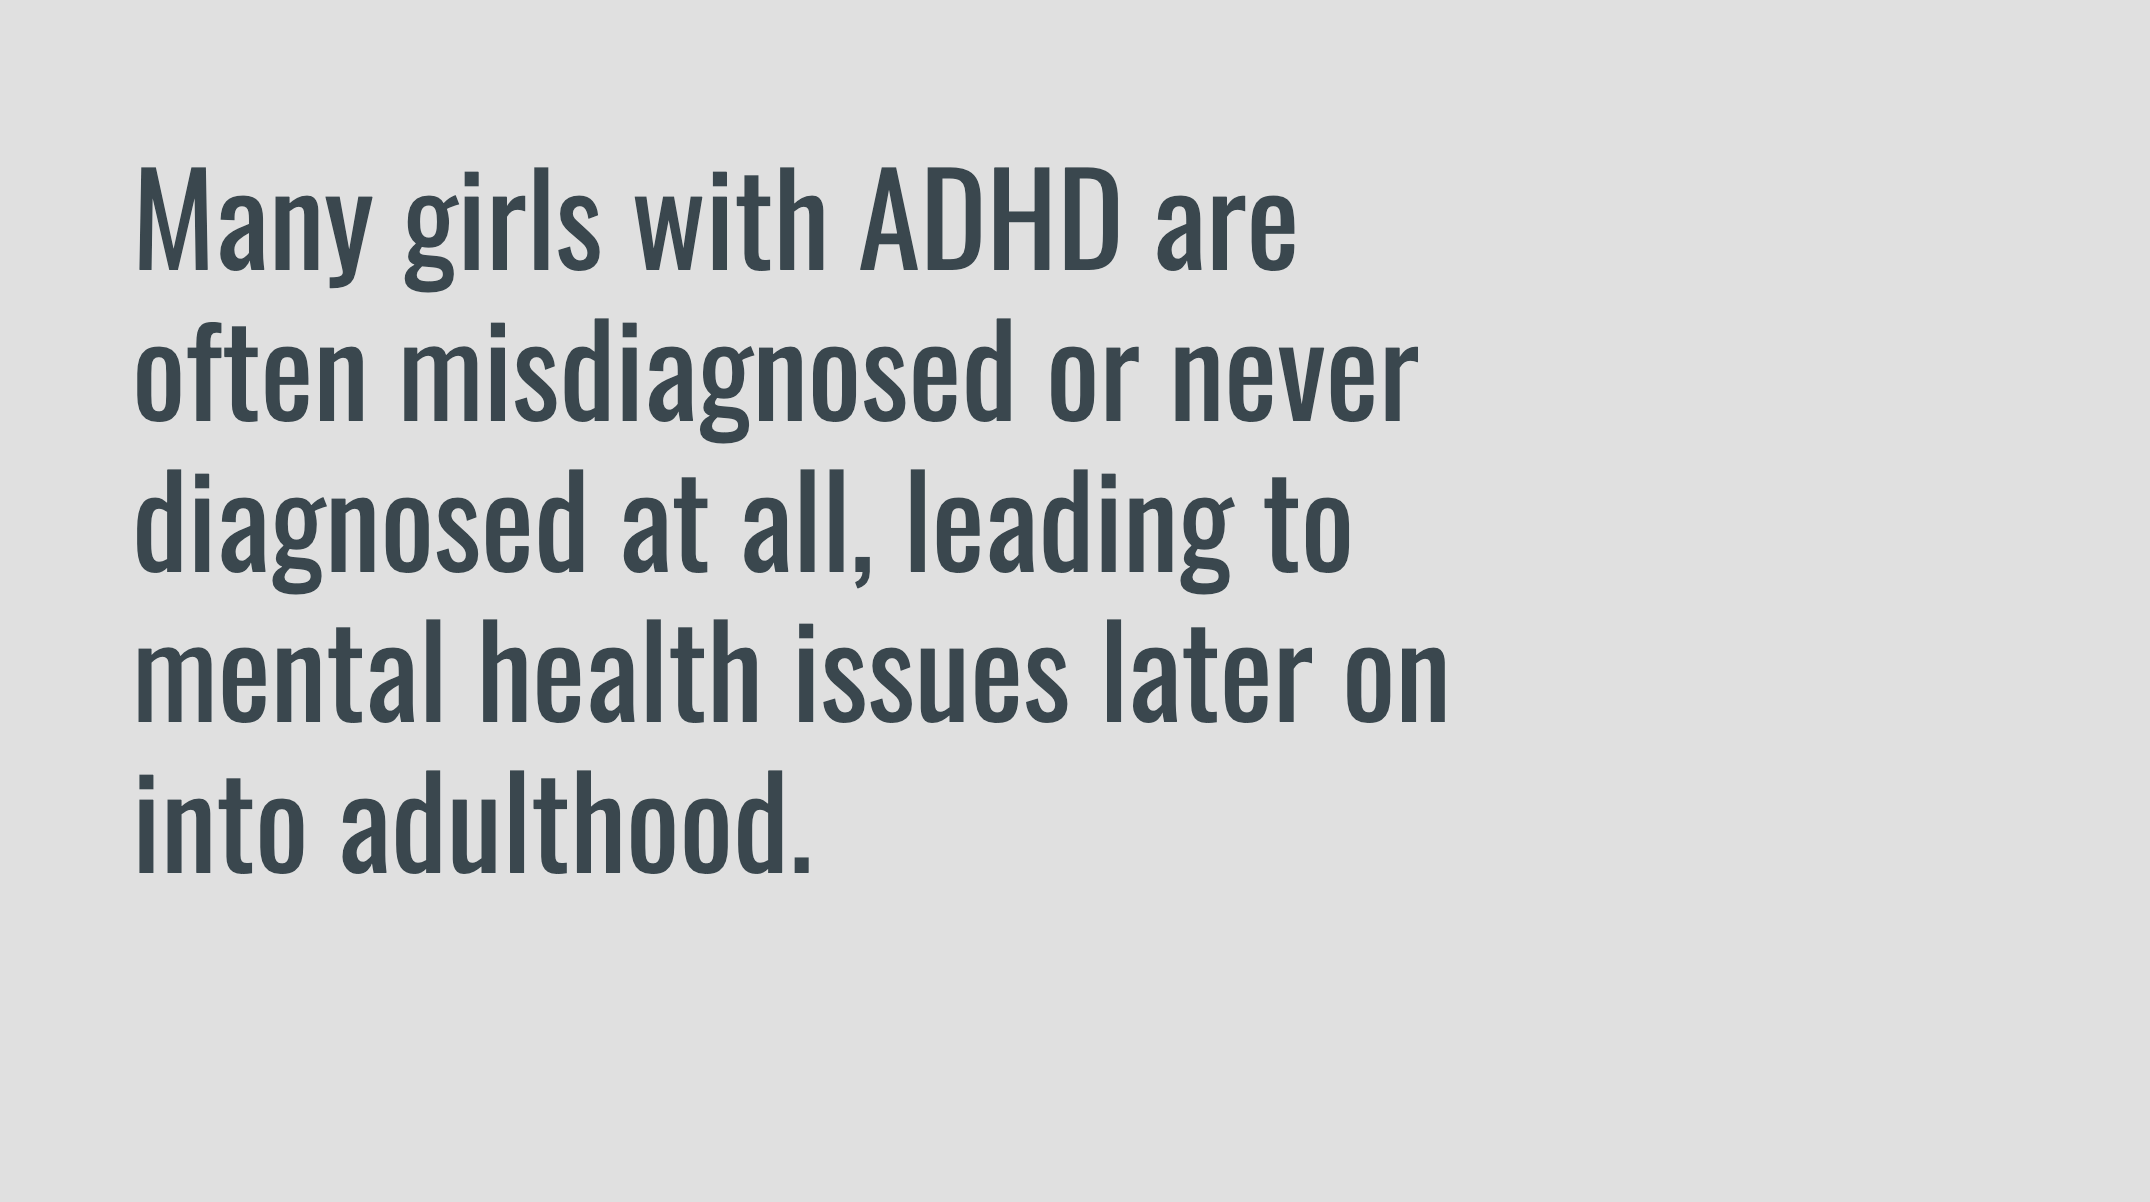 Many girls with ADHD are
often misdiagnosed or never
diagnosed at all, leading to
mental health issues later on
into adulthood.